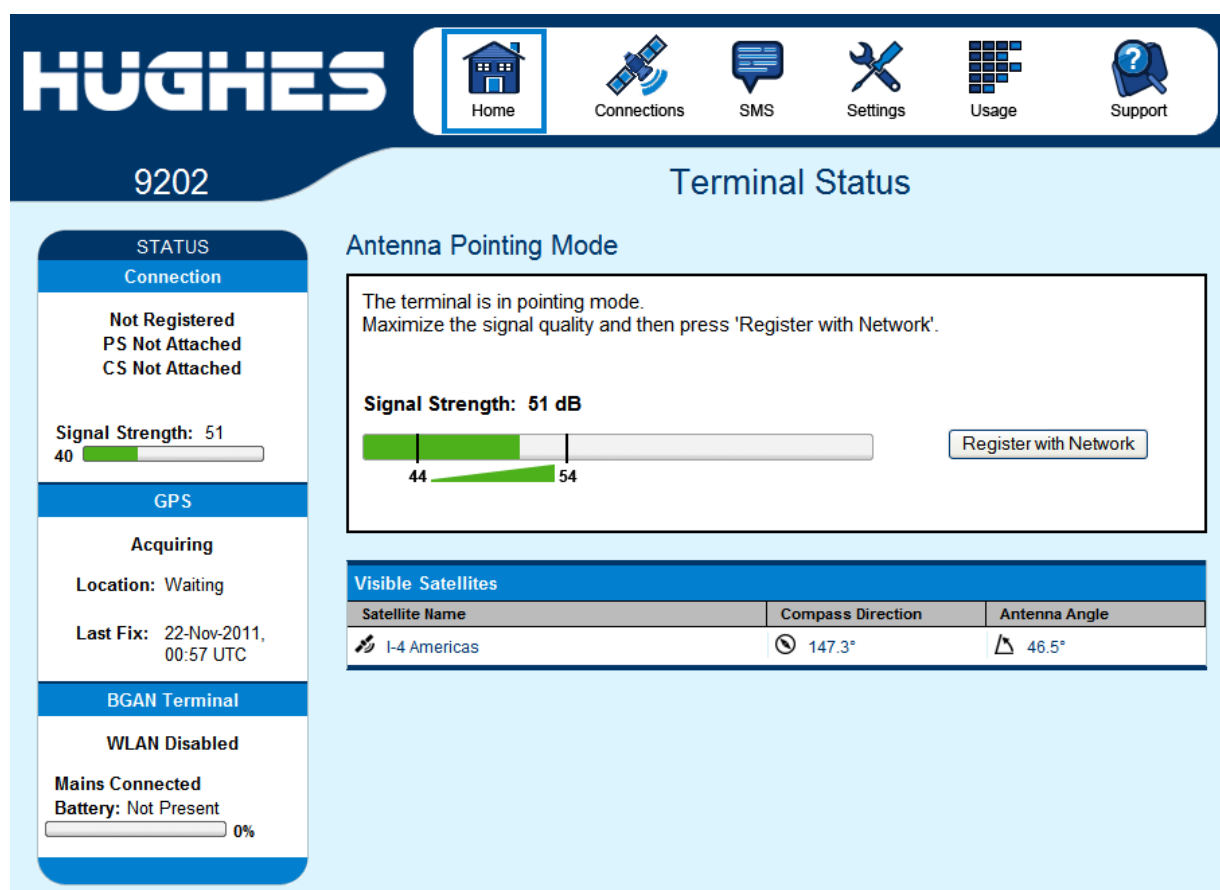 HUGHES
Home
Connections
SMS
Settings
Usage
Support
9202
Terminal Status
STATUS
Connection
Not Registered
PS Not Attached
CS Not Attached
Signal Strength: 51
40
GPS
Acquiring
Location: Waiting
Last Fix: 22-Nov-2011,
00:57 UTC
BGAN Terminal
WLAN Disabled
Mains Connected
Battery: Not Present
0%
Antenna Pointing Mode
The terminal is in pointing mode.
Maximize the signal quality and then press 'Register with Network'.
Signal Strength: 51 dB
Register with Network
44 54
Visible Satellites
Satellite Name Compass Direction Antenna Angle
I-4 Americas 147.3° 46.5°